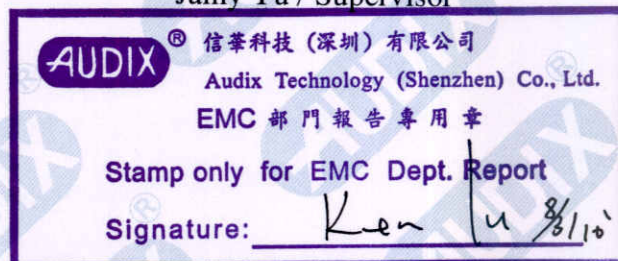 / Supervisor
AUDIX ® 信華科技 (深圳) 有限公司
Audix Technology (Shenzhen) Co., Ltd.
EMC 部門報告專用章
Stamp only for EMC Dept. Report
Signature: Ken Lu 8/3/10